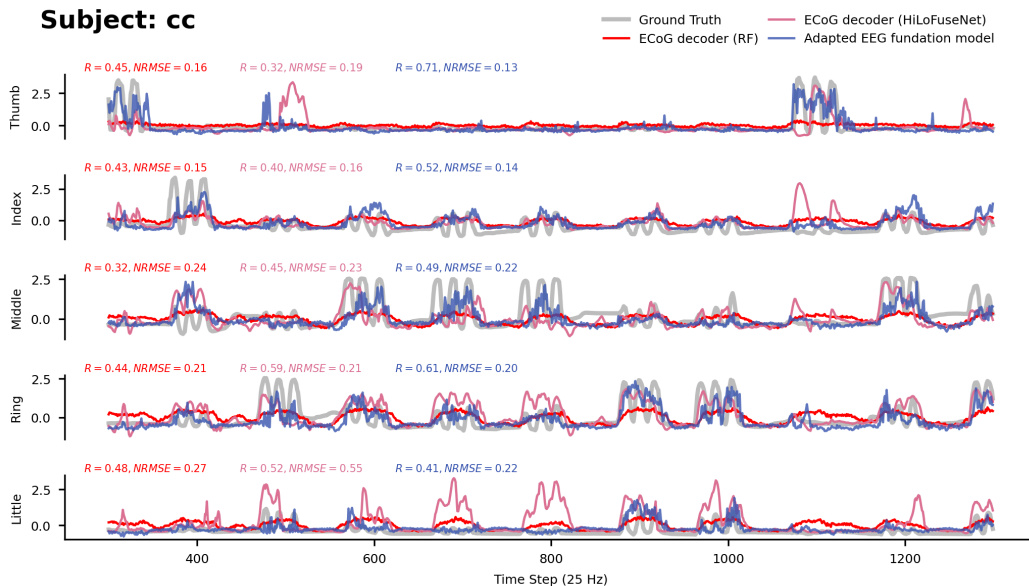 Subject: cc
Ground Truth
ECoG decoder (RF)
ECoG decoder (HiLoFuseNet)
Adapted EEG fundation model
R = 0.45, NRMSE = 0.16 R = 0.32, NRMSE = 0.19 R = 0.71, NRMSE = 0.13
Thumb
2.5
0.0
R = 0.43, NRMSE = 0.15 R = 0.40, NRMSE = 0.16 R = 0.52, NRMSE = 0.14
Index
2.5
0.0
R = 0.32, NRMSE = 0.24 R = 0.45, NRMSE = 0.23 R = 0.49, NRMSE = 0.22
Middle
2.5
0.0
R = 0.44, NRMSE = 0.21 R = 0.59, NRMSE = 0.21 R = 0.61, NRMSE = 0.20
Ring
2.5
0.0
R = 0.48, NRMSE = 0.27 R = 0.52, NRMSE = 0.55 R = 0.41, NRMSE = 0.22
Little
2.5
0.0
400 600 800 1000 1200
Time Step (25 Hz)